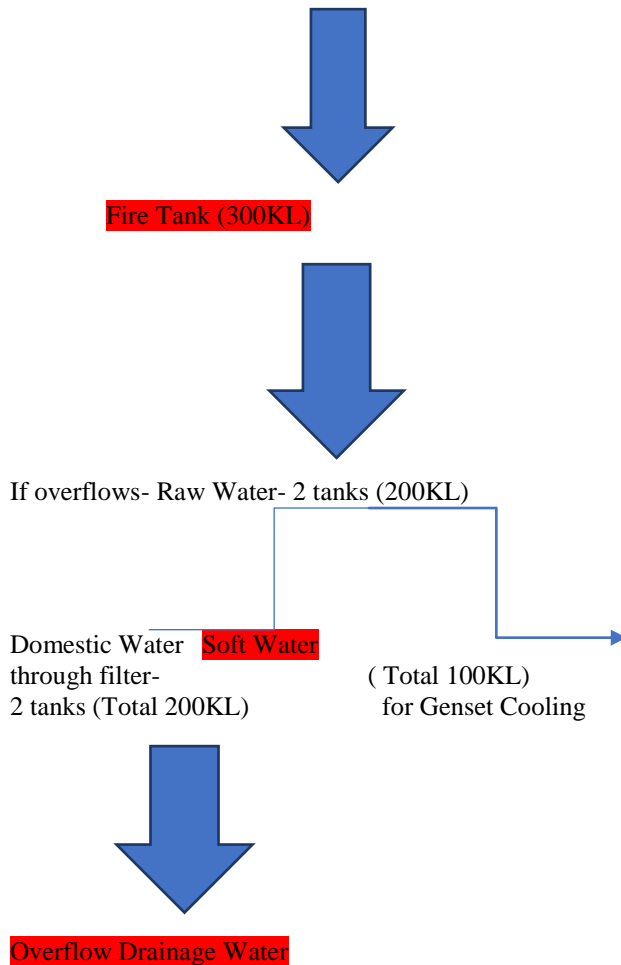 Fire Tank (300KL)
If overflows- Raw Water- 2 tanks (200KL)
Domestic Water Soft Water
through filter- ( Total 100KL)
2 tanks (Total 200KL) for Genset Cooling
Overflow Drainage Water